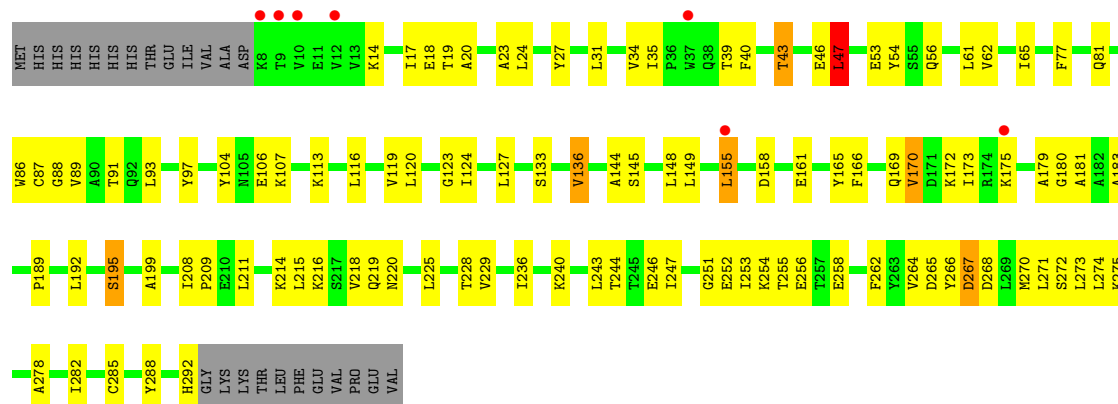 MET HIS HIS HIS HIS HIS HIS THR GLU ILE VAL ALA ASP K8 T9 V10 E11 V12 V13 K14 I17 E18 T19 A20 A23 L24 Y27 L31 V34 I35 P36 W37 Q38 T39 F40 T43 E46 L47 E53 Y54 S55 Q56 L61 V62 I65 F77 Q81
W86 C87 G88 V89 A90 T91 Q92 L93 Y97 Y104 N105 E106 K107 K113 L116 V119 L120 G123 I124 L127 S133 V136 A144 S145 L148 L149 L155 D158 E161 Y165 F166 Q169 V170 D171 K172 I173 R174 K175 A179 G180 A181 A182 A183
P189 L192 S195 A199 I208 P209 E210 L211 K214 L215 K216 S217 V218 Q219 N220 L225 T228 V229 I236 K240 L243 T244 T245 E246 I247 G251 E252 I253 K254 T255 E256 T257 E258 F262 Y263 V264 D265 Y266 D267 D268 L269 M270 L271 S272 L273 L274 K275
A278 I282 C285 Y288 H292 GLY LYS LYS THR LEU PHE GLU VAL PRO GLU VAL